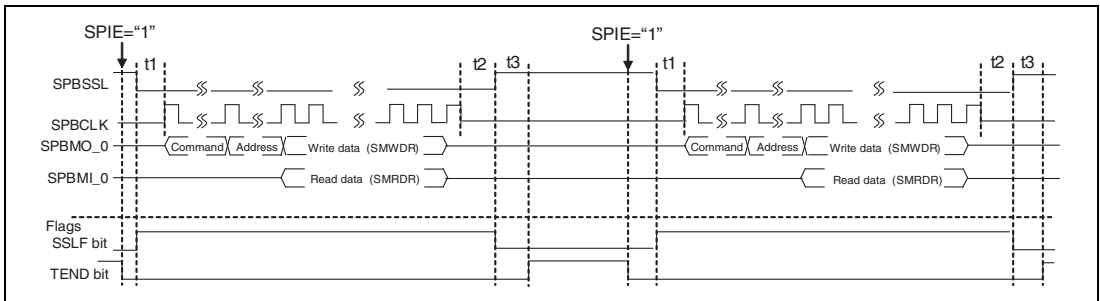 SPIE=“1” SPIE=“1”
t1 t2 t3 t1 t2 t3
SPBSSL
SPBCLK
SPBMO_0 Command Address Write data (SMWDR) Command Address Write data (SMWDR)
SPBMI_0 Read data (SMRDR) Read data (SMRDR)
Flags
SSLF bit
TEND bit